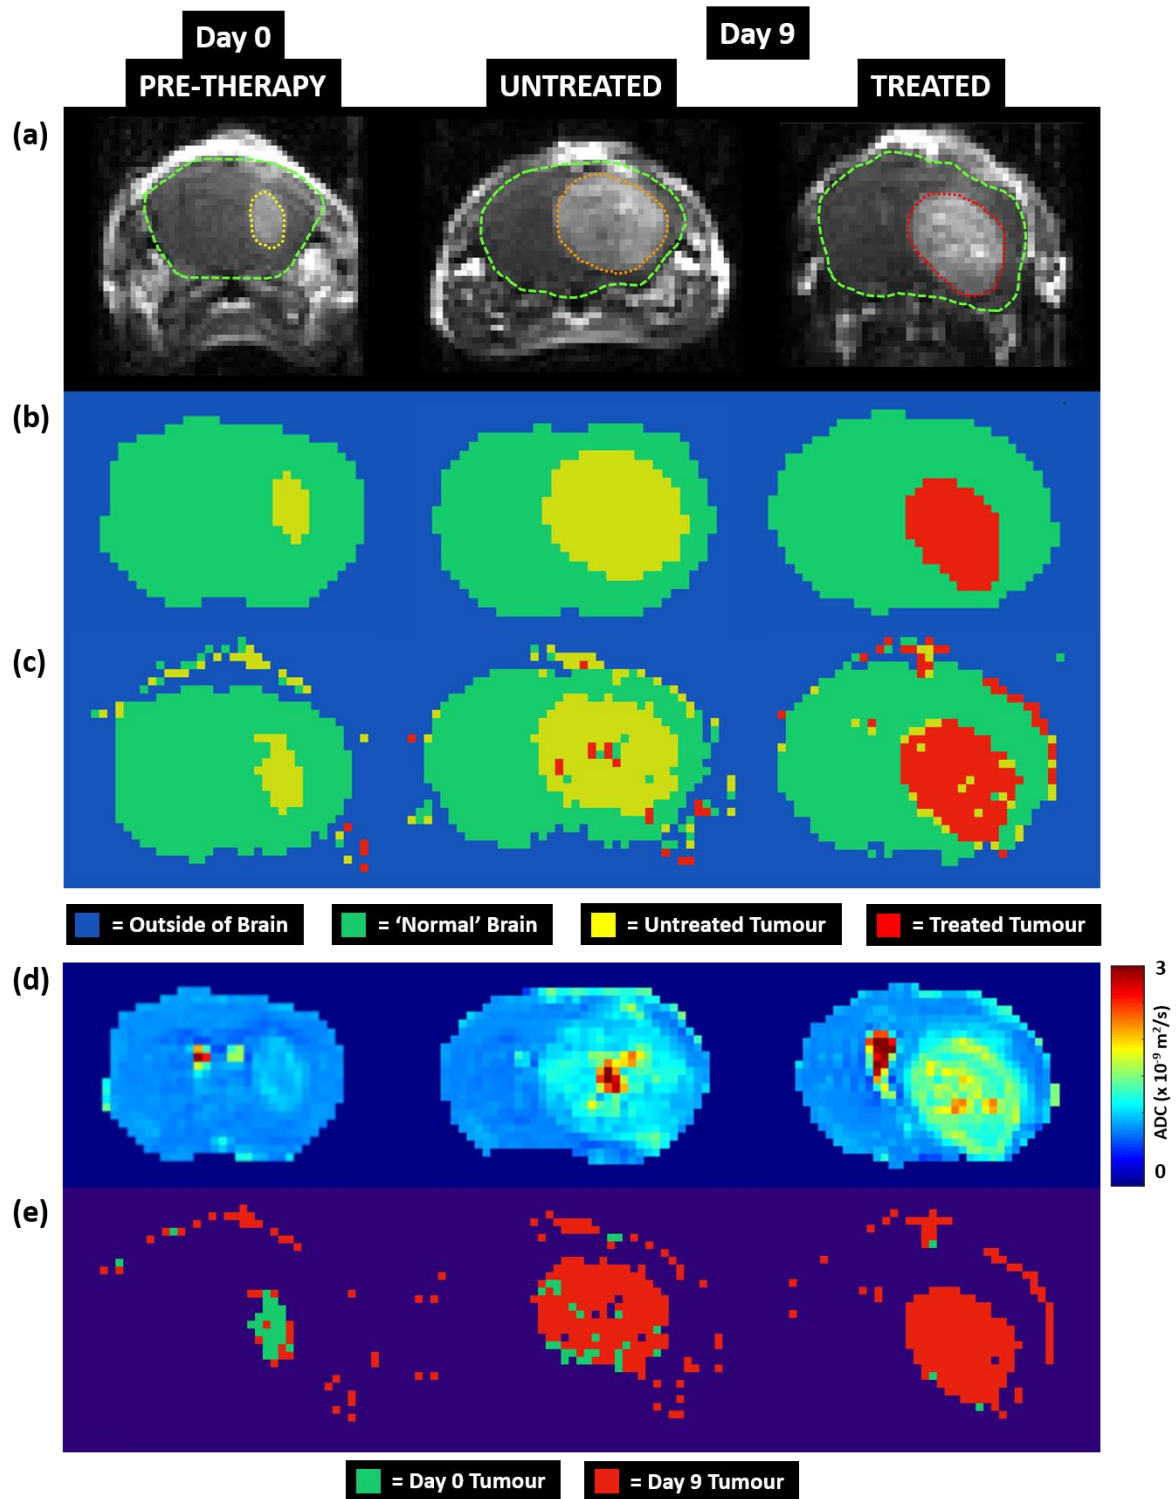 Day 0
Day 9
PRE-THERAPY
UNTREATED
TREATED
(a)
(b)
(c)
= Outside of Brain
= 'Normal' Brain
= Untreated Tumour
= Treated Tumour
(d)
3
0
ADC (x 10⁻⁹ m²/s)
(e)
= Day 0 Tumour
= Day 9 Tumour